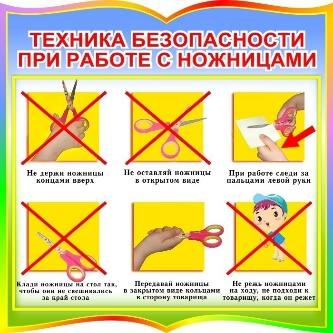 ТЕХНИКА БЕЗОПАСНОСТИ
ПРИ РАБОТЕ С НОЖНИЦАМИ
Не держи ножницы
концами вверх
Не оставляй ножницы
в открытом виде
При работе следи за
пальцами левой руки
Клади ножницы на стол так,
чтобы они не свешивались
за край стола
Передавай ножницы
в закрытом виде кольцами
в сторону товарища
Не режь ножницами
на ходу, не подходи к
товарищу, когда он режет